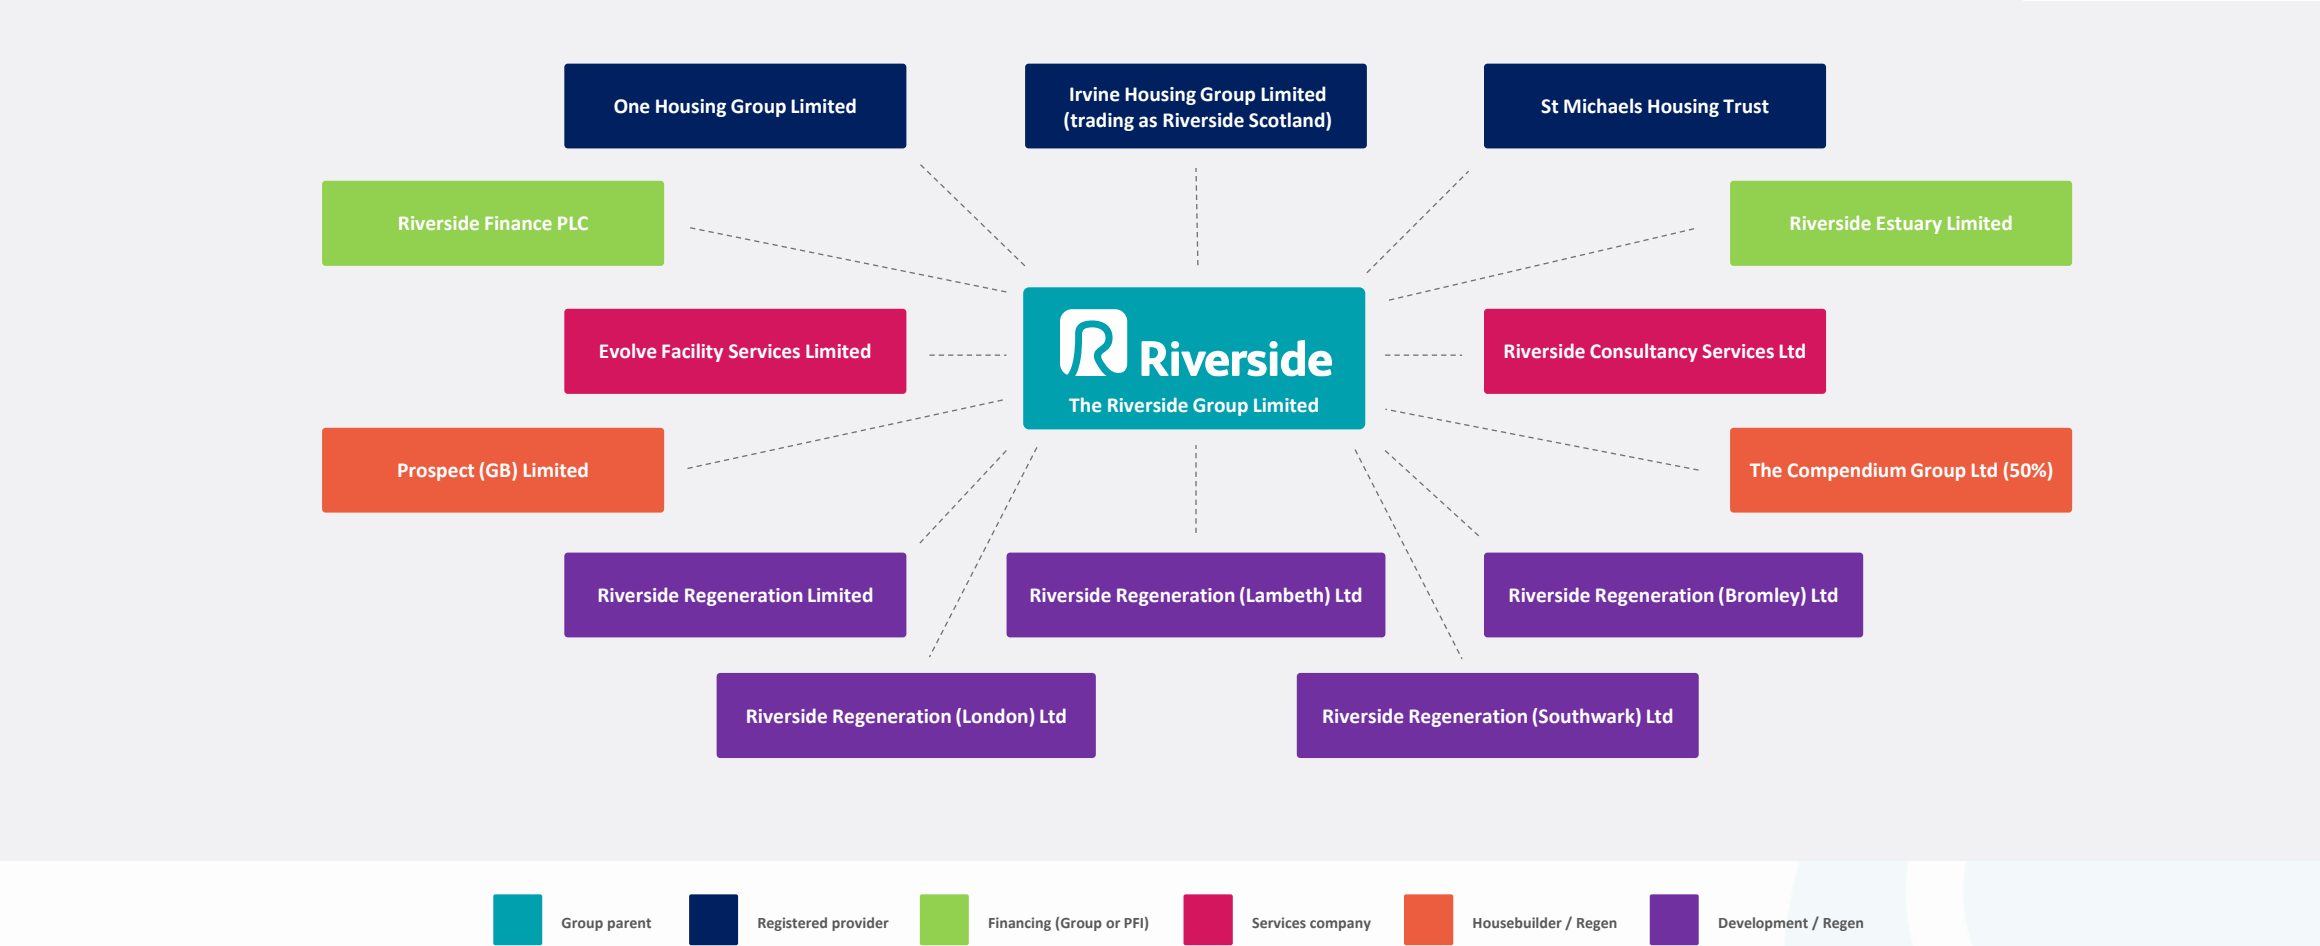 One Housing Group Limited
Irvine Housing Group Limited
(trading as Riverside Scotland)
St Michaels Housing Trust
Riverside Finance PLC
Riverside Estuary Limited
Evolve Facility Services Limited
Riverside
The Riverside Group Limited
Riverside Consultancy Services Ltd
Prospect (GB) Limited
The Compendium Group Ltd (50%)
Riverside Regeneration Limited
Riverside Regeneration (Lambeth) Ltd
Riverside Regeneration (Bromley) Ltd
Riverside Regeneration (London) Ltd
Riverside Regeneration (Southwark) Ltd
Group parent
Registered provider
Financing (Group or PFI)
Services company
Housebuilder / Regen
Development / Regen